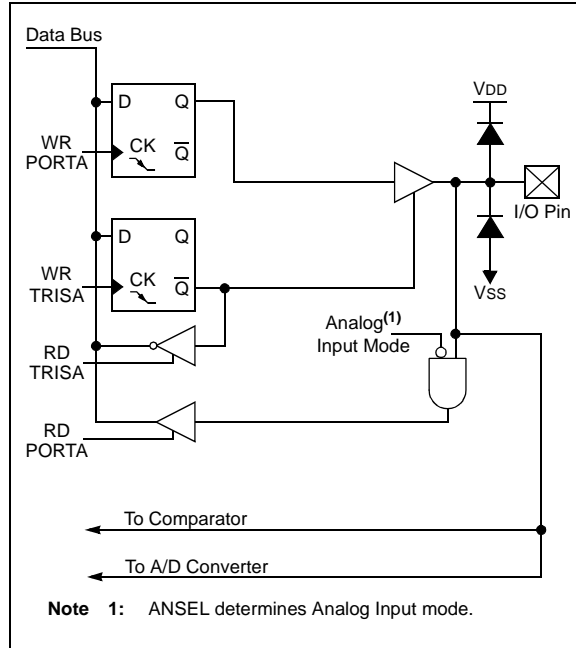 Data Bus
D Q
VDD
WR
PORTA
CK Q
I/O Pin
D Q
WR
TRISA
CK Q
VSS
Analog(1)
Input Mode
RD
TRISA
RD
PORTA
To Comparator
To A/D Converter
Note 1: ANSEL determines Analog Input mode.